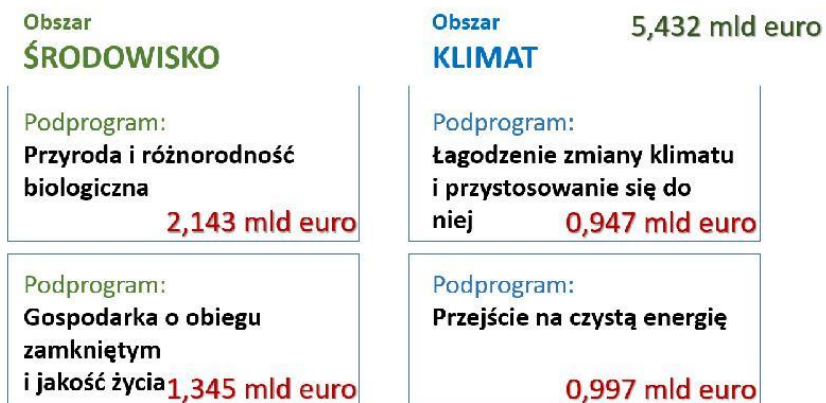 Obszar
ŚRODOWISKO
Obszar
KLIMAT
5,432 mld euro
Podprogram:
Przyroda i różnorodność
biologiczna
2,143 mld euro
Podprogram:
Łagodzenie zmiany klimatu
i przystosowanie się do
niej 0,947 mld euro
Podprogram:
Gospodarka o obiegu
zamkniętym
i jakość życia 1,345 mld euro
Podprogram:
Przejście na czystą energię
0,997 mld euro